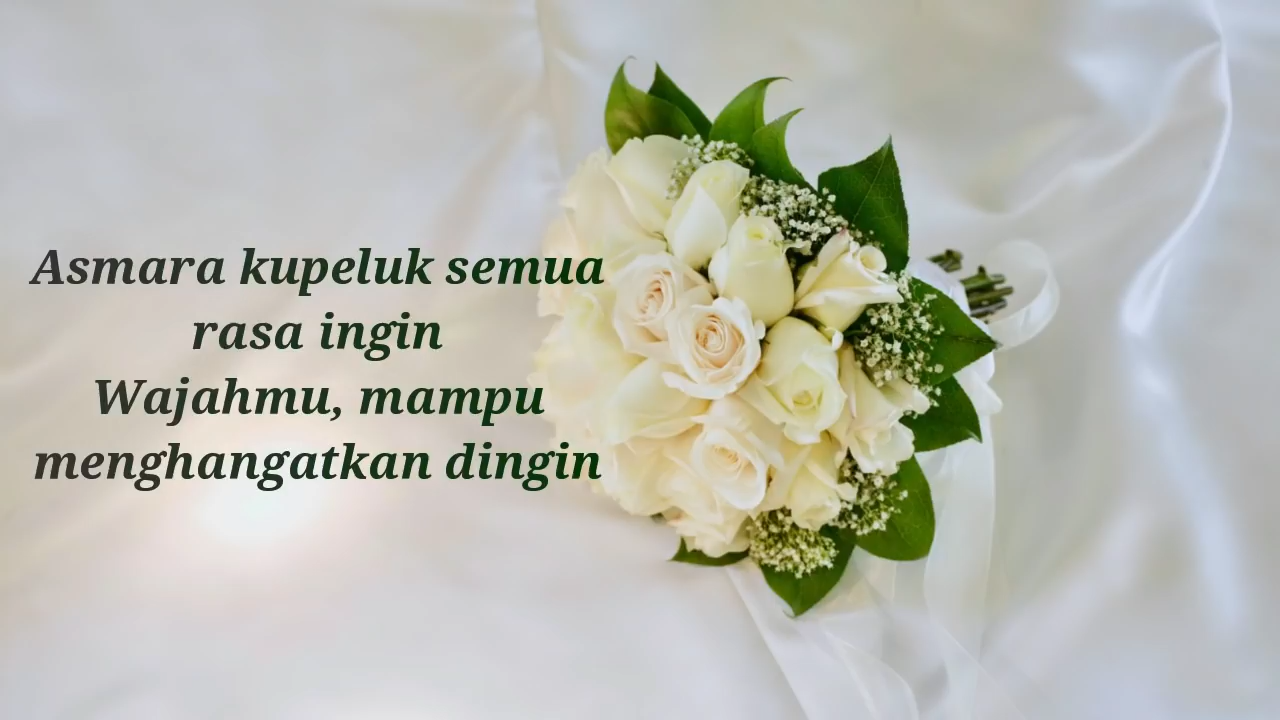 Asmara kupeluk semua
rasa ingin
Wajahmu, mampu
menghangatkan dingin